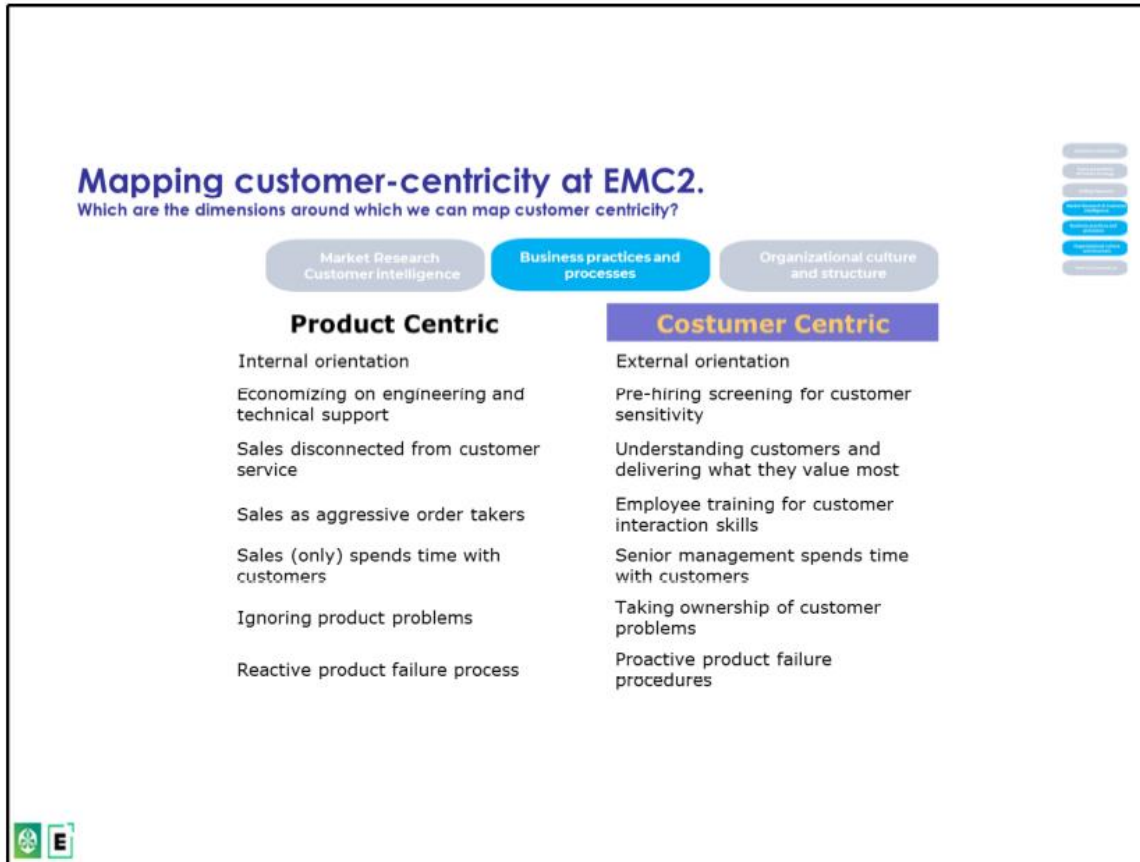 Mapping customer-centricity at EMC2.
Which are the dimensions around which we can map customer centricity?
Market Research
Customer intelligence
Business practices and
processes
Organizational culture
and structure
Product Centric
Costumer Centric
Internal orientation
External orientation
Economizing on engineering and
technical support
Pre-hiring screening for customer
sensitivity
Sales disconnected from customer
service
Understanding customers and
delivering what they value most
Sales as aggressive order takers
Employee training for customer
interaction skills
Sales (only) spends time with
customers
Senior management spends time
with customers
Ignoring product problems
Taking ownership of customer
problems
Reactive product failure process
Proactive product failure
procedures
E